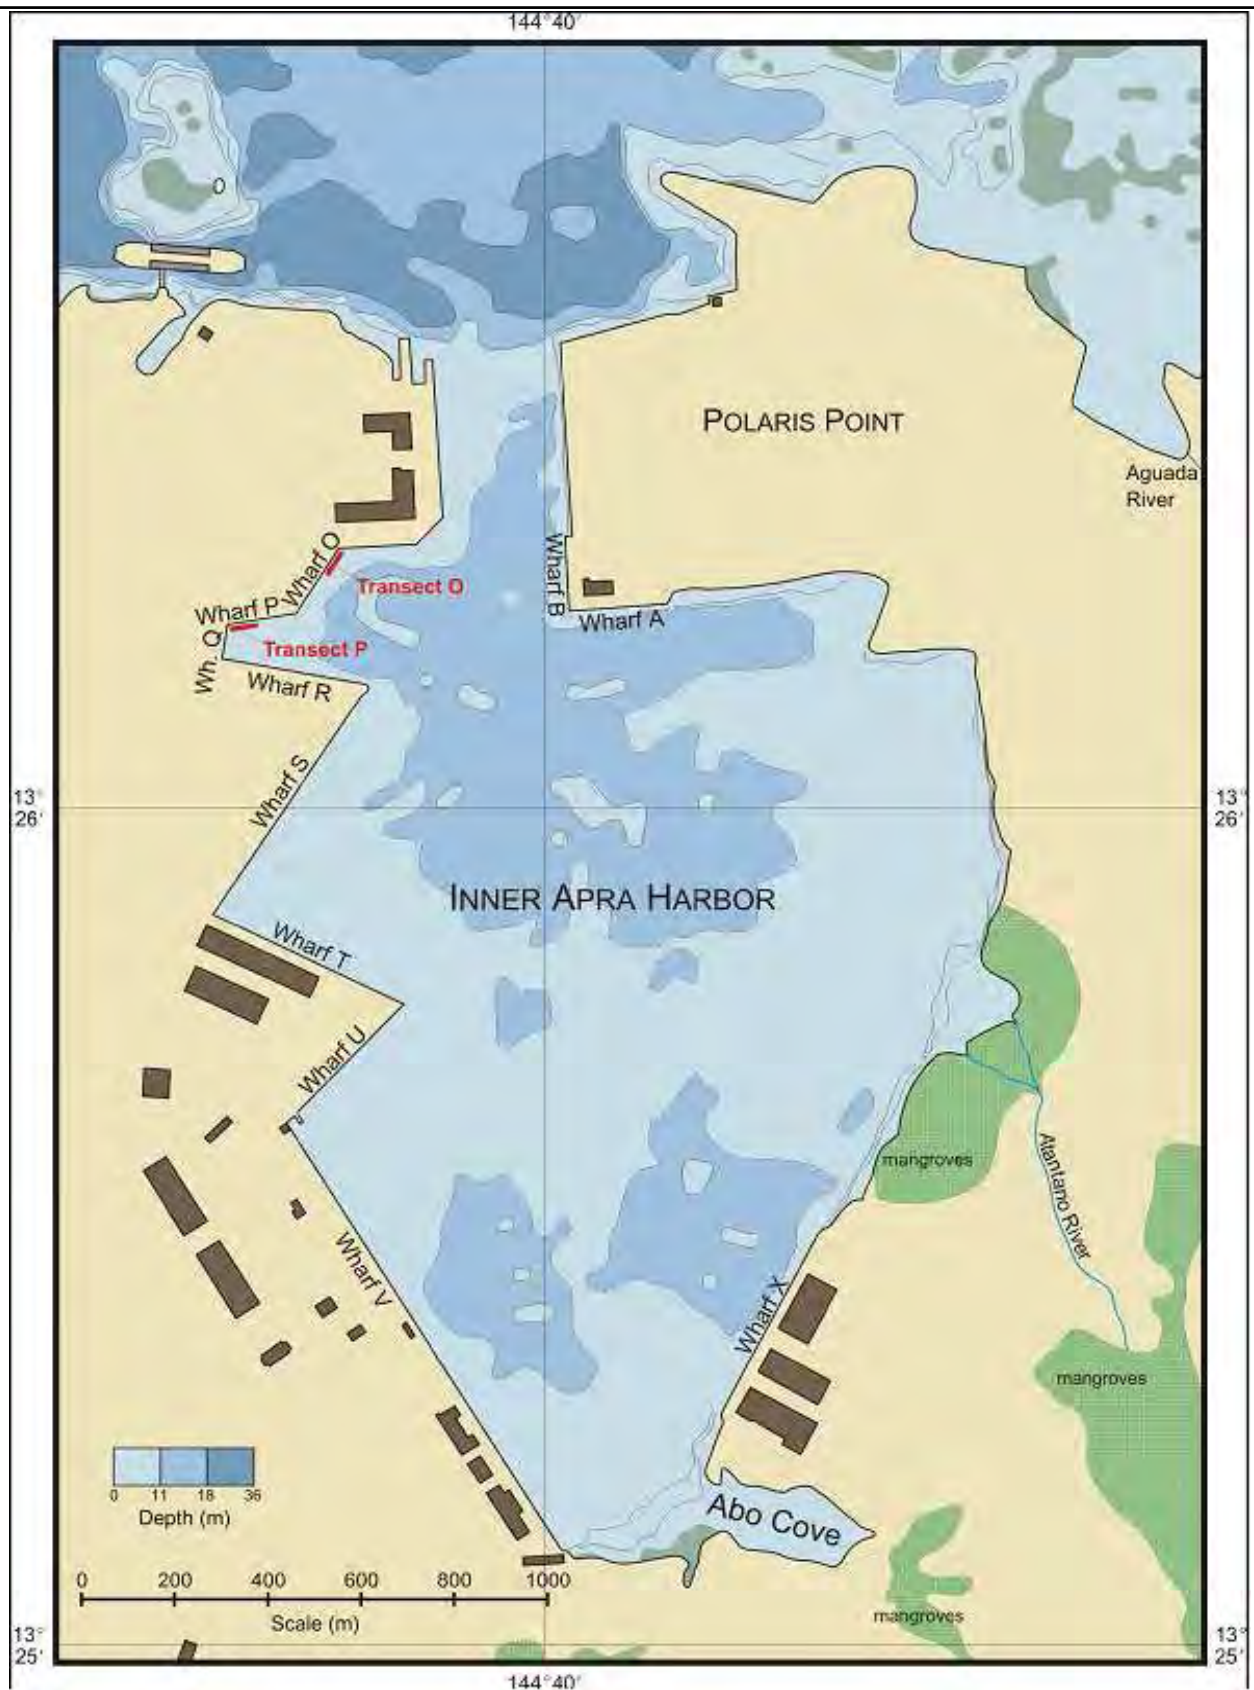 144°40′
POLARIS POINT
Aguada
River
Wharf O
Wharf B
Transect O
Wharf P
Wharf A
Wh. Q
Transect P
Wharf R
Wharf S
13°
26′
13°
26′
INNER APRA HARBOR
Wharf T
Wharf U
mangroves
Atantano River
Wharf V
Wharf X
mangroves
0 11 18 36
Depth (m)
Abo Cove
0 200 400 600 800 1000
Scale (m)
mangroves
13°
25′
13°
25′
144°40′